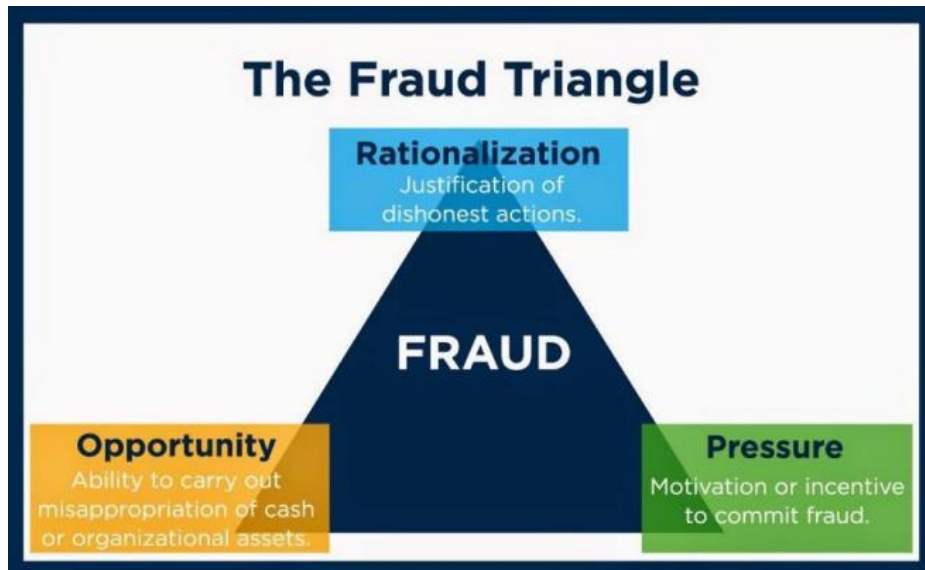 The Fraud Triangle
Rationalization
Justification of
dishonest actions.
FRAUD
Opportunity
Ability to carry out
misappropriation of cash
or organizational assets.
Pressure
Motivation or incentive
to commit fraud.